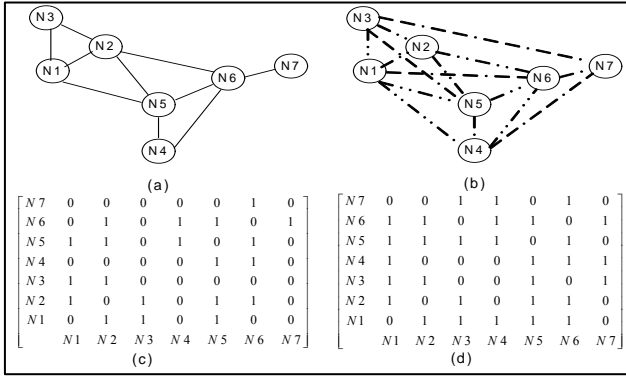 N3
N2
N1
N6
N7
N5
N4
(a)
N3
N2
N7
N1
N6
N5
N4
(b)
N7 0 0 0 0 0 1 0
N6 0 1 0 1 1 0 1
N5 1 1 0 1 0 1 0
N4 0 0 0 0 1 1 0
N3 1 1 0 0 0 0 0
N2 1 0 1 0 1 1 0
N1 0 1 1 0 1 0 0
N1 N2 N3 N4 N5 N6 N7
(c)
N7 0 0 1 1 0 1 0
N6 1 1 0 1 1 0 1
N5 1 1 1 1 0 1 0
N4 1 0 0 0 1 1 1
N3 1 1 0 0 1 0 1
N2 1 0 1 0 1 1 0
N1 0 1 1 1 1 1 0
N1 N2 N3 N4 N5 N6 N7
(d)